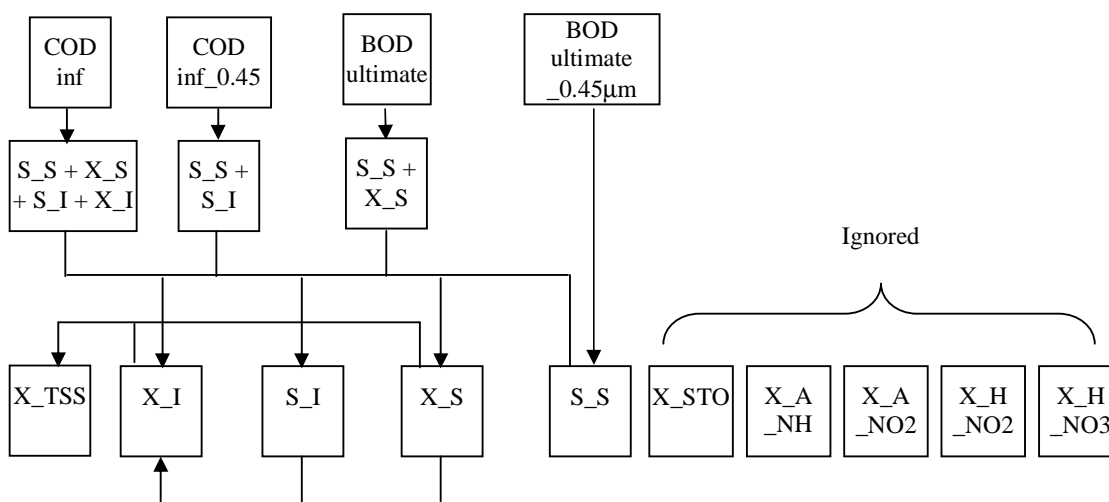 COD
inf
COD
inf_0.45
BOD
ultimate
BOD
ultimate
_0.45μm
S_S + X_S
+ S_I + X_I
S_S +
S_I
S_S +
X_S
Ignored
X_TSS
X_I
S_I
X_S
S_S
X_STO
X_A
_NH
X_A
_NO2
X_H
_NO2
X_H
_NO3